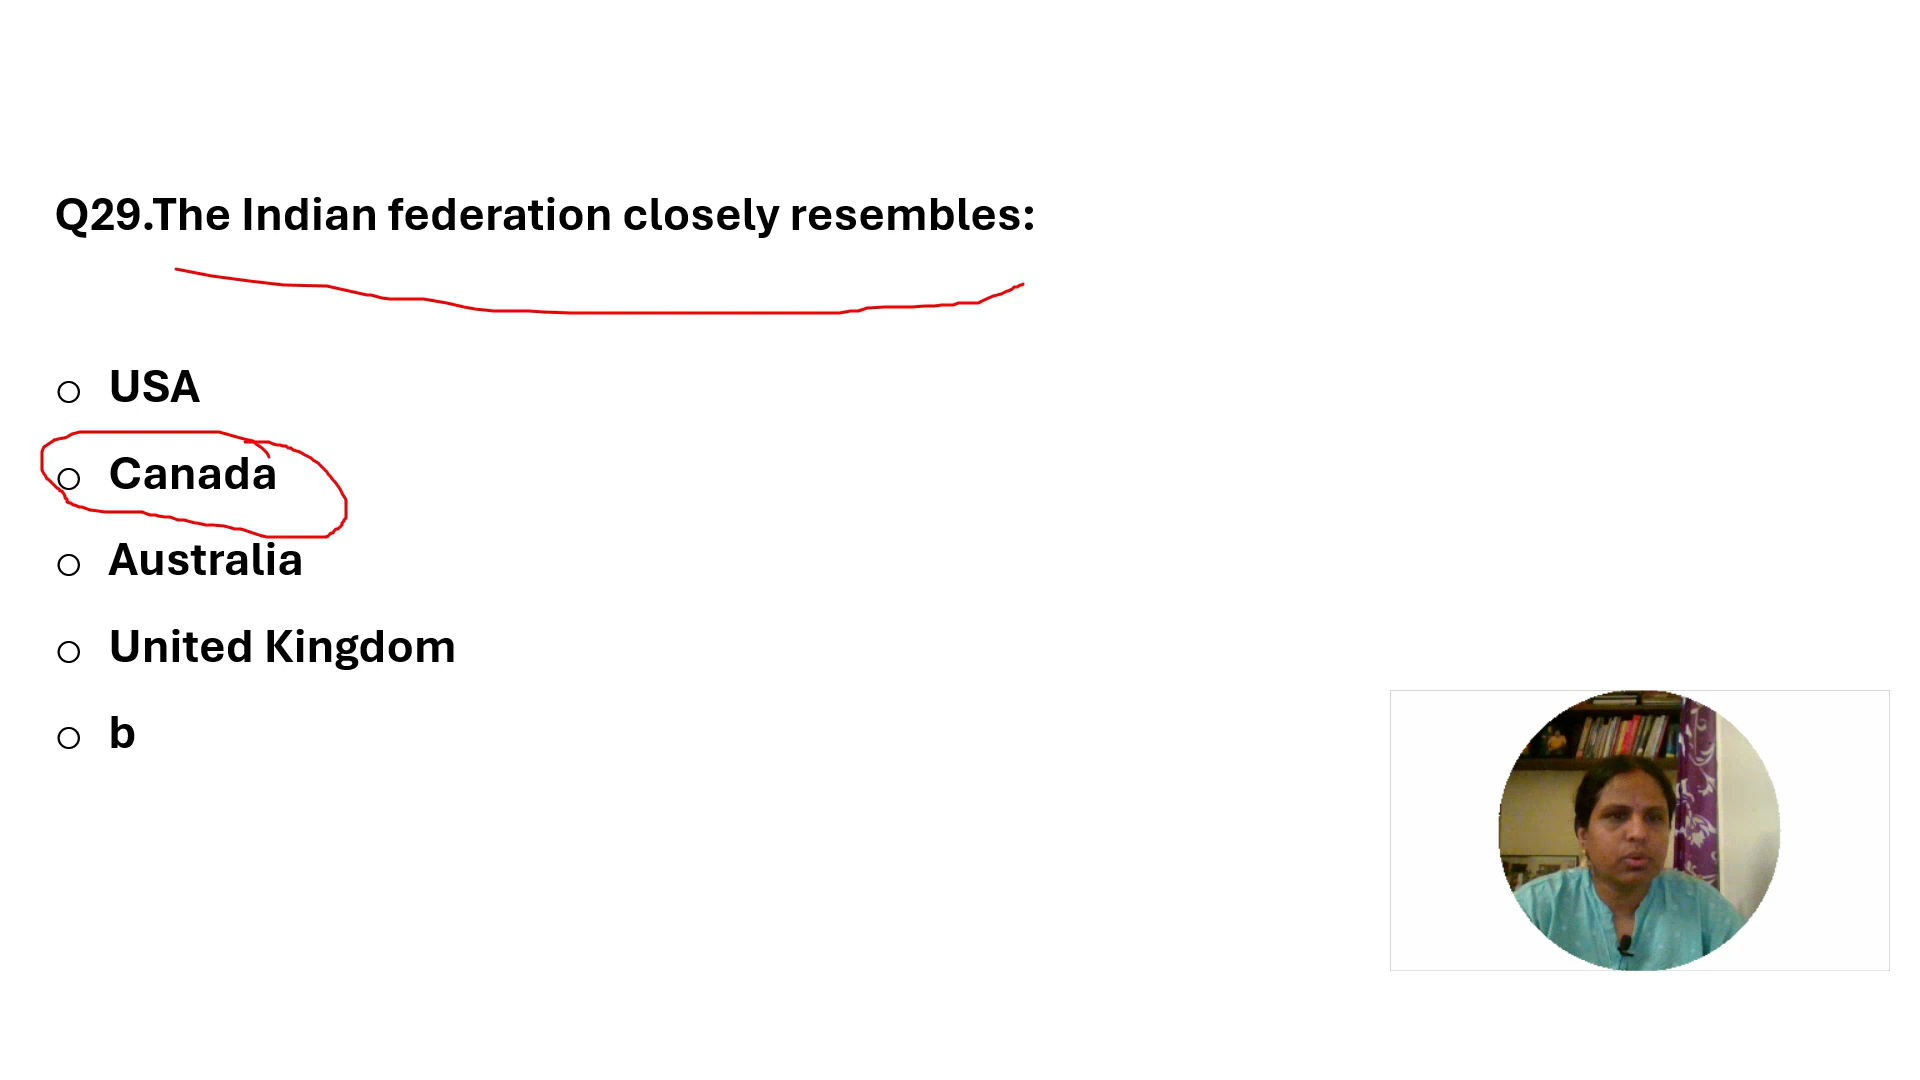 Q29.The Indian federation closely resembles:
o USA
o Canada
o Australia
o United Kingdom
o b